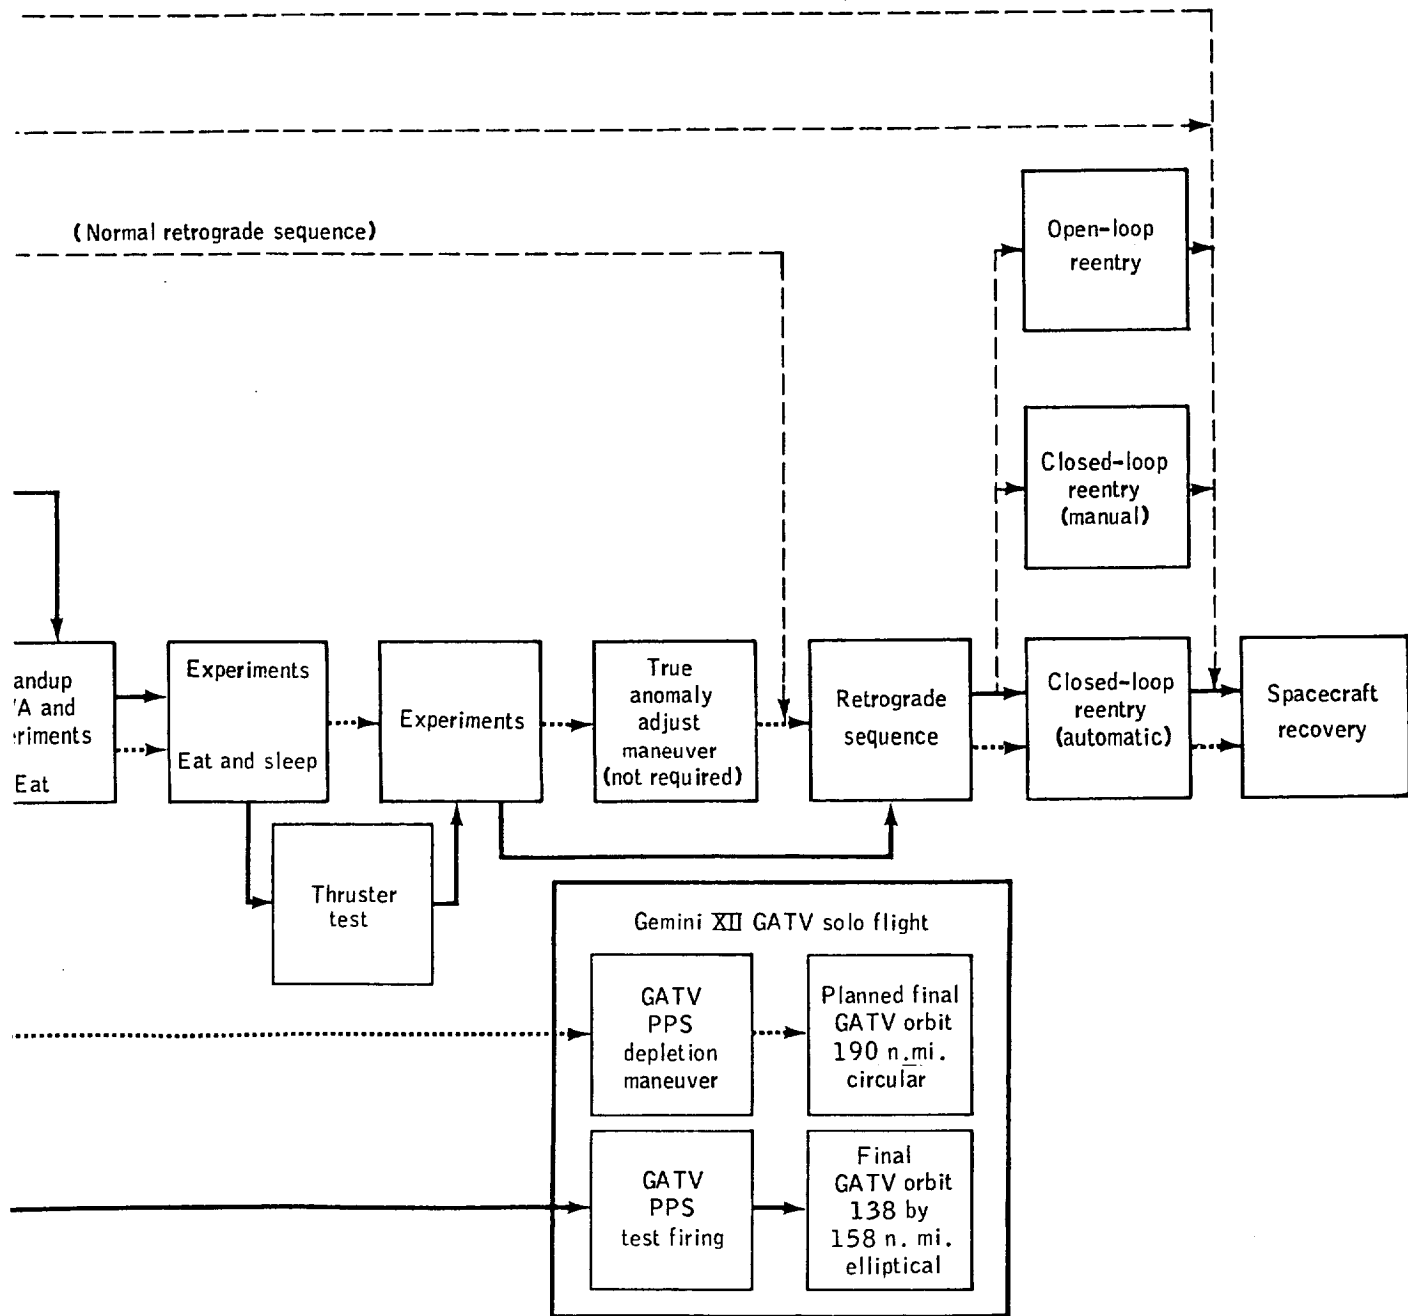 (Normal retrograde sequence)
Open-loop
reentry
Closed-loop
reentry
(manual)
andup
'A and
eriments
Eat
Experiments
Eat and sleep
Experiments
True
anomaly
adjust
maneuver
(not required)
Retrograde
sequence
Closed-loop
reentry
(automatic)
Spacecraft
recovery
Thruster
test
Gemini XII GATV solo flight
GATV
PPS
depletion
maneuver
Planned final
GATV orbit
190 n.mi.
circular
GATV
PPS
test firing
Final
GATV orbit
138 by
158 n. mi.
elliptical